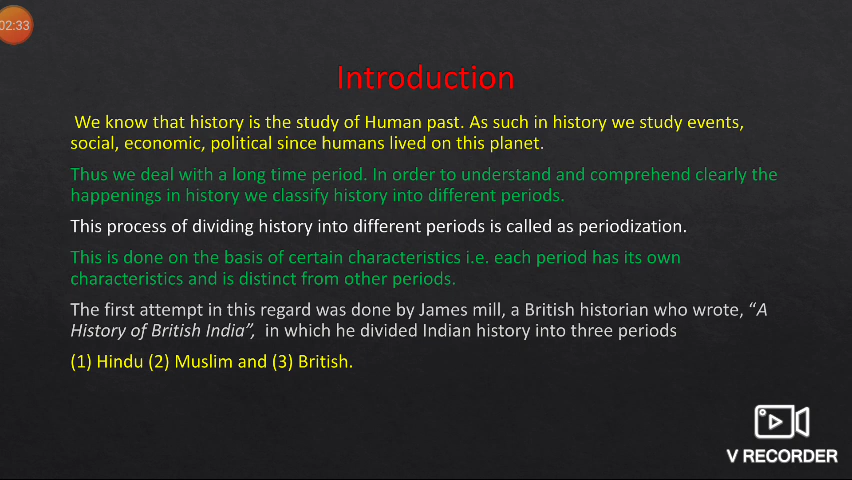 02:33
Introduction
We know that history is the study of Human past. As such in history we study events,
social, economic, political since humans lived on this planet.
Thus we deal with a long time period. In order to understand and comprehend clearly the
happenings in history we classify history into different periods.
This process of dividing history into different periods is called as periodization.
This is done on the basis of certain characteristics i.e. each period has its own
characteristics and is distinct from other periods.
The first attempt in this regard was done by James mill, a British historian who wrote, “A
History of British India”, in which he divided Indian history into three periods
(1) Hindu (2) Muslim and (3) British.
V RECORDER